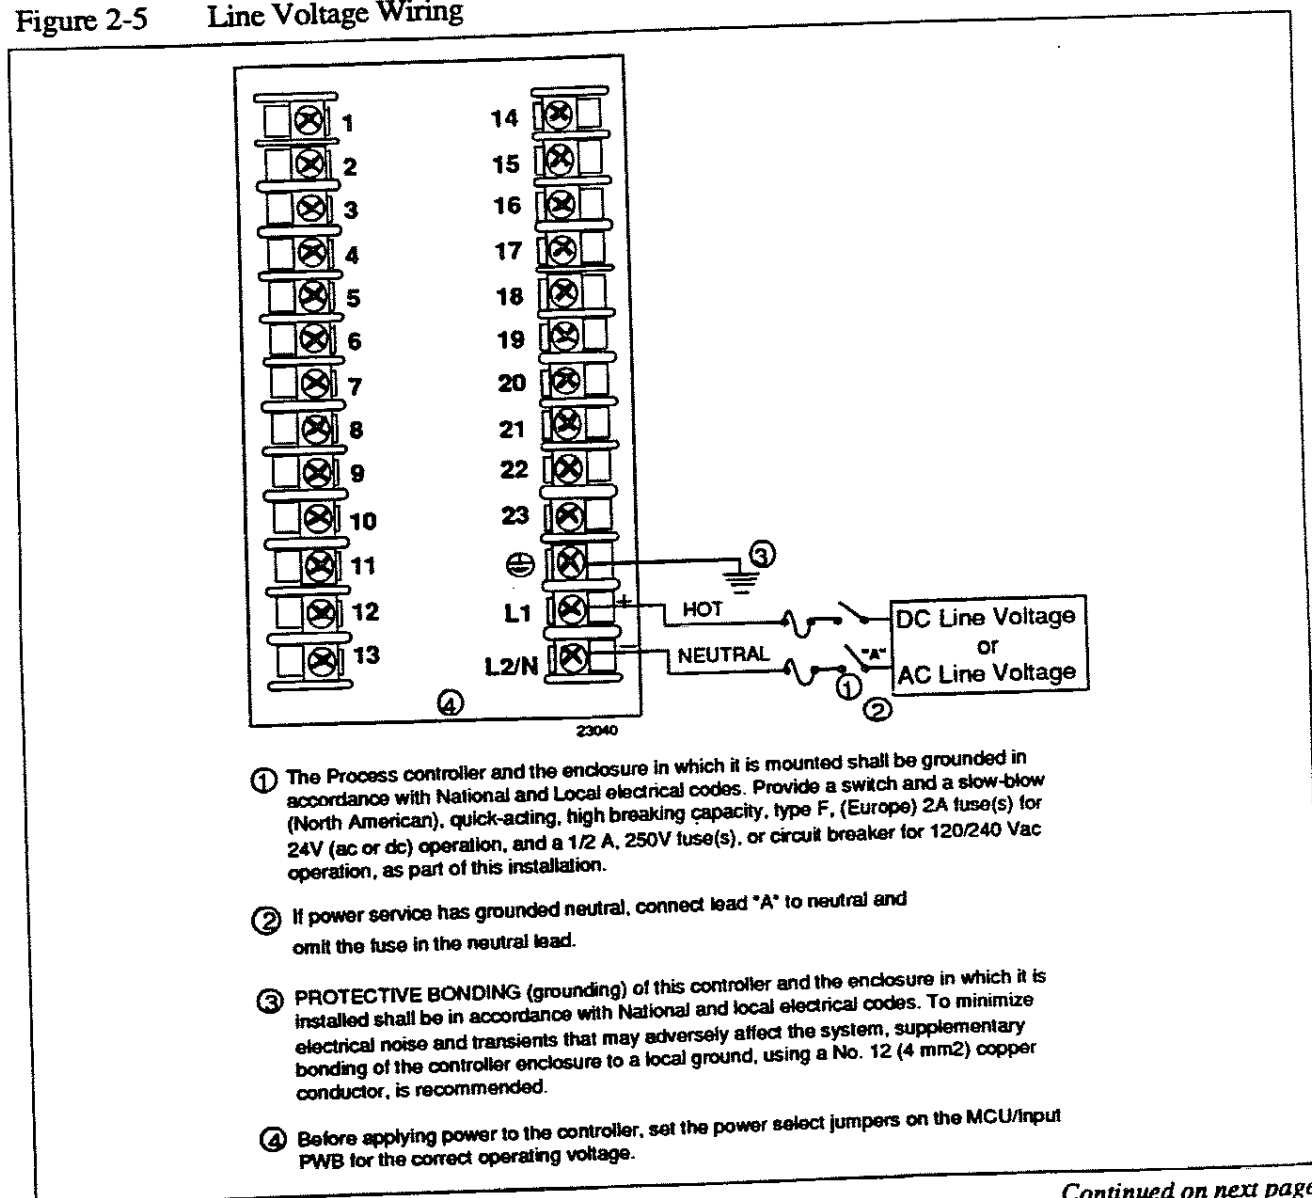 Figure 2-5 Line Voltage Wiring
1 14
2 15
3 16
4 17
5 18
6 19
7 20
8 21
9 22
10 23
11 3
12 L1 + HOT DC Line Voltage
or
13 L2/N – NEUTRAL "A" AC Line Voltage
1
2
4
23040
1 The Process controller and the enclosure in which it is mounted shall be grounded in
accordance with National and Local electrical codes. Provide a switch and a slow-blow
(North American), quick-acting, high breaking capacity, type F, (Europe) 2A fuse(s) for
24V (ac or dc) operation, and a 1/2 A, 250V fuse(s), or circuit breaker for 120/240 Vac
operation, as part of this installation.
2 If power service has grounded neutral, connect lead "A" to neutral and
omit the fuse in the neutral lead.
3 PROTECTIVE BONDING (grounding) of this controller and the enclosure in which it is
installed shall be in accordance with National and local electrical codes. To minimize
electrical noise and transients that may adversely affect the system, supplementary
bonding of the controller enclosure to a local ground, using a No. 12 (4 mm2) copper
conductor, is recommended.
4 Before applying power to the controller, set the power select jumpers on the MCU/Input
PWB for the correct operating voltage.
Continued on next page